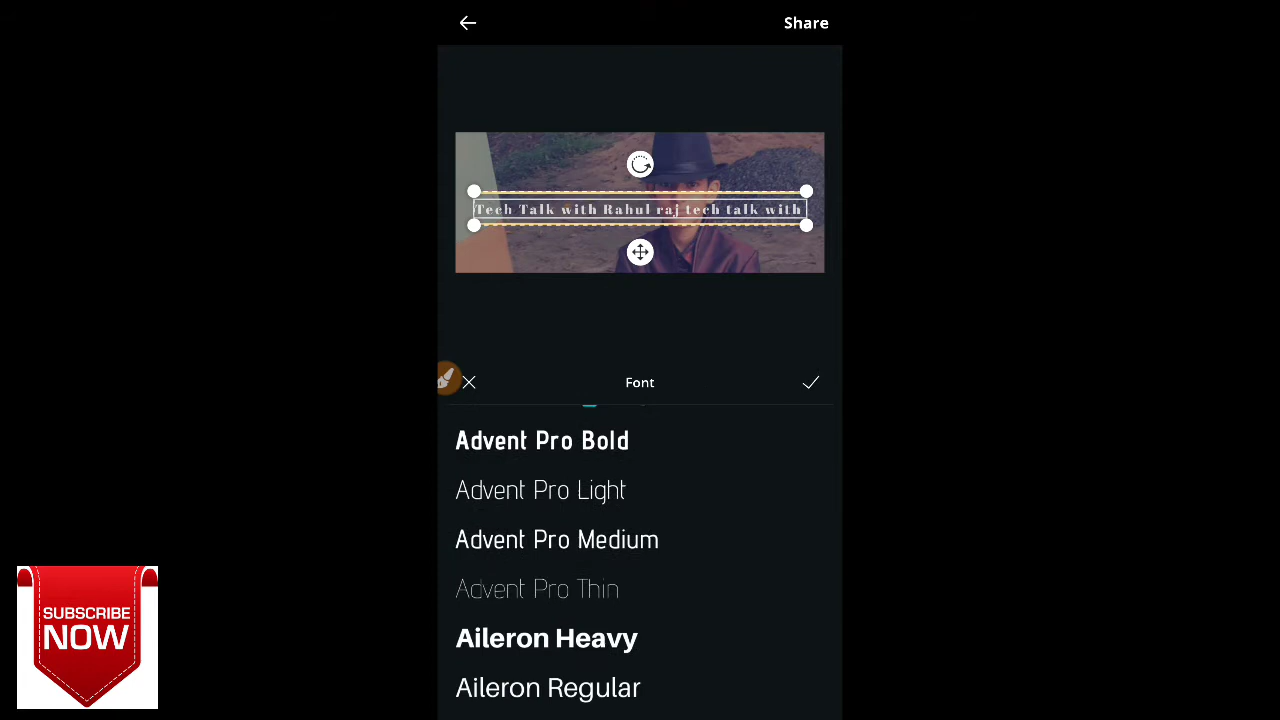 Share
Tech Talk with Rahul raj tech talk with
Font
Advent Pro Bold
Advent Pro Light
Advent Pro Medium
Advent Pro Thin
Aileron Heavy
Aileron Regular
SUBSCRIBE
NOW